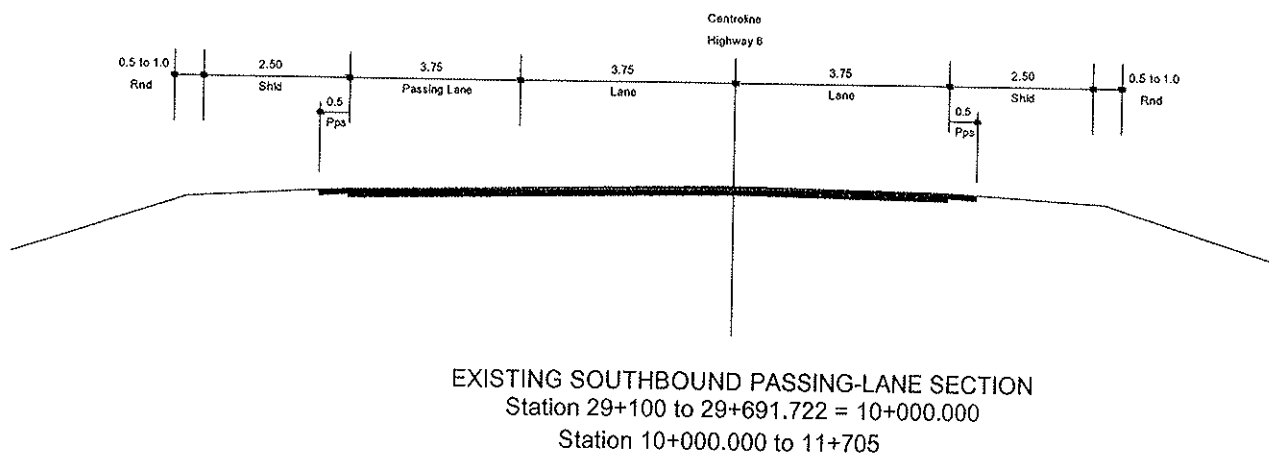 Centreline
Highway 6
0.5 to 1.0
Rnd
2.50
Shld
3.75
Passing Lane
3.75
Lane
3.75
Lane
2.50
Shld
0.5 to 1.0
Rnd
0.5
Pps
0.5
Pps
EXISTING SOUTHBOUND PASSING-LANE SECTION
Station 29+100 to 29+691.722 = 10+000.000
Station 10+000.000 to 11+705